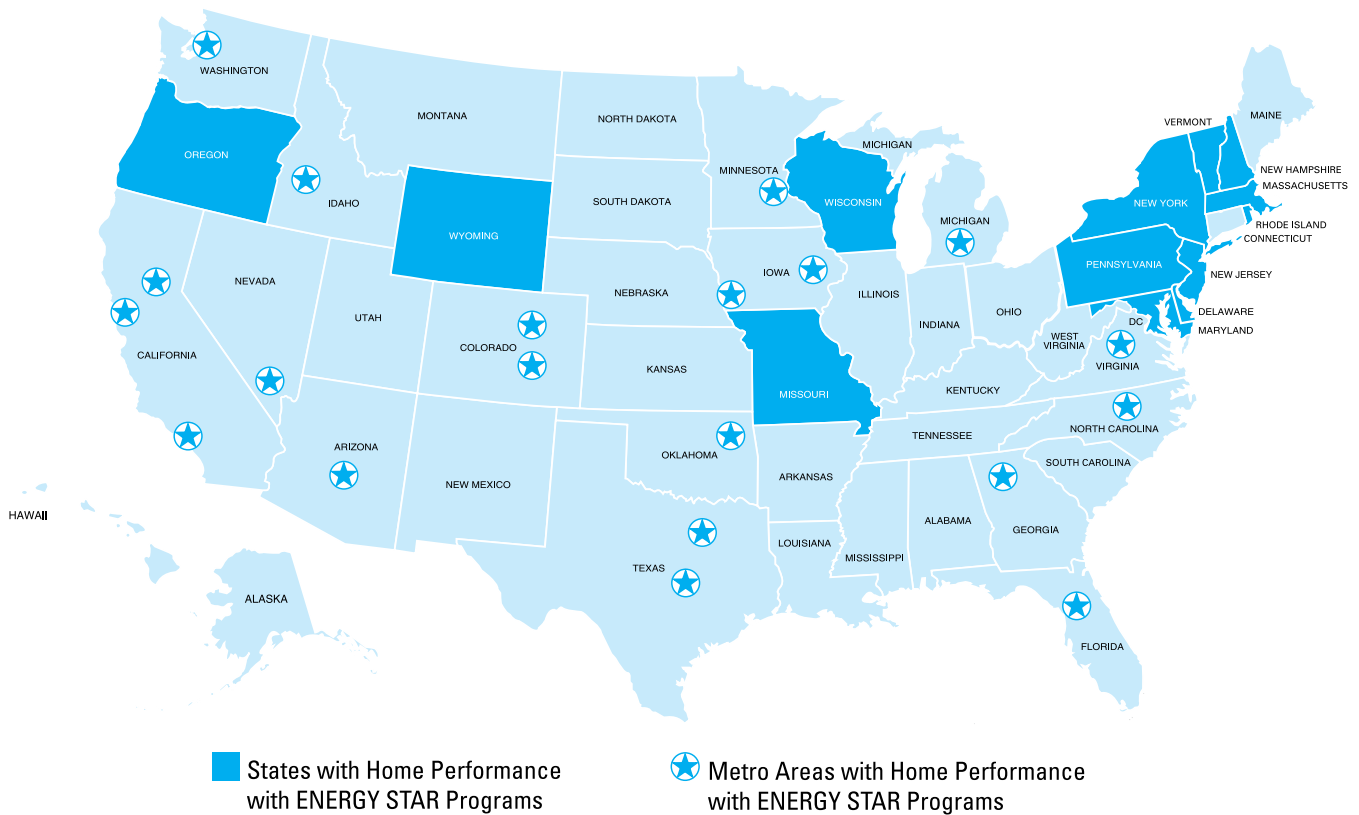 WASHINGTON
MONTANA
NORTH DAKOTA
VERMONT
MAINE
MICHIGAN
OREGON
MINNESOTA
NEW HAMPSHIRE
MASSACHUSETTS
IDAHO
SOUTH DAKOTA
WISCONSIN
NEW YORK
MICHIGAN
RHODE ISLAND
CONNECTICUT
WYOMING
PENNSYLVANIA
NEW JERSEY
IOWA
NEVADA
NEBRASKA
ILLINOIS
DELAWARE
OHIO
UTAH
INDIANA
DC
MARYLAND
WEST
VIRGINIA
COLORADO
CALIFORNIA
KANSAS
VIRGINIA
KENTUCKY
MISSOURI
NORTH CAROLINA
TENNESSEE
ARIZONA
OKLAHOMA
SOUTH CAROLINA
ARKANSAS
NEW MEXICO
HAWAII
ALABAMA
GEORGIA
LOUISIANA
MISSISSIPPI
TEXAS
ALASKA
FLORIDA
States with Home Performance
with ENERGY STAR Programs
Metro Areas with Home Performance
with ENERGY STAR Programs